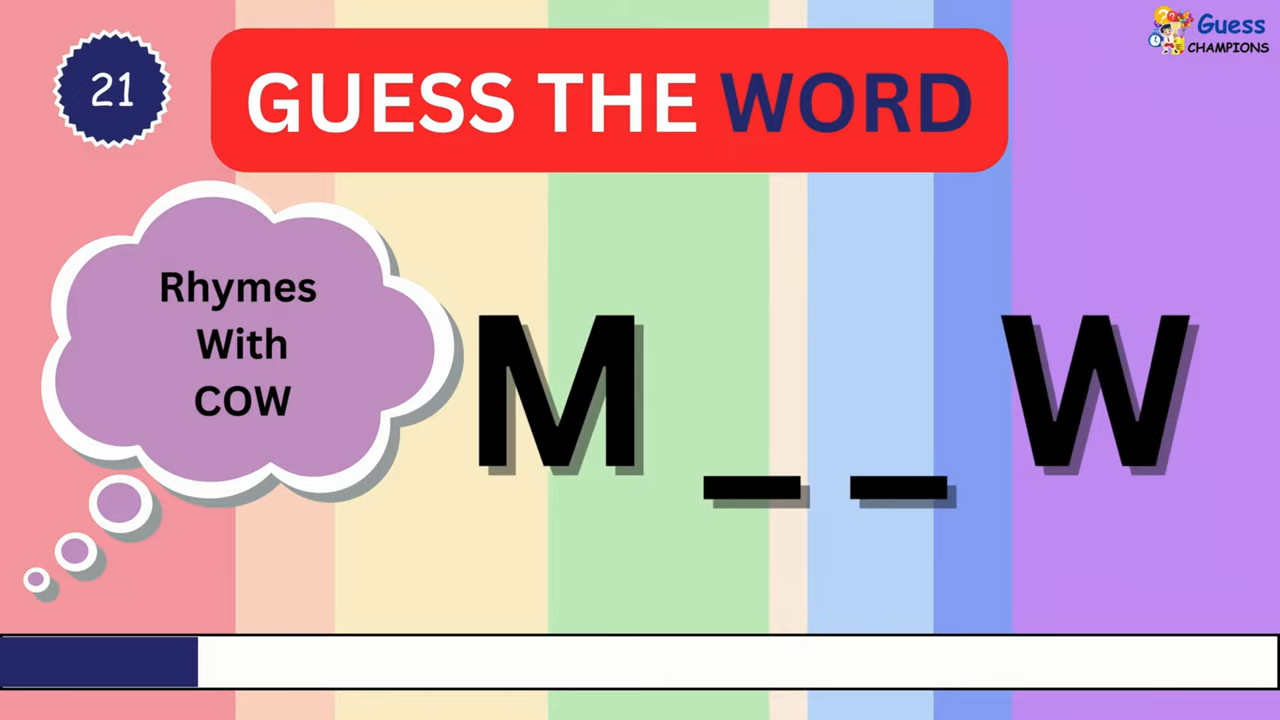 21
GUESS THE WORD
Guess
CHAMPIONS
Rhymes
With
COW
M _ _ W